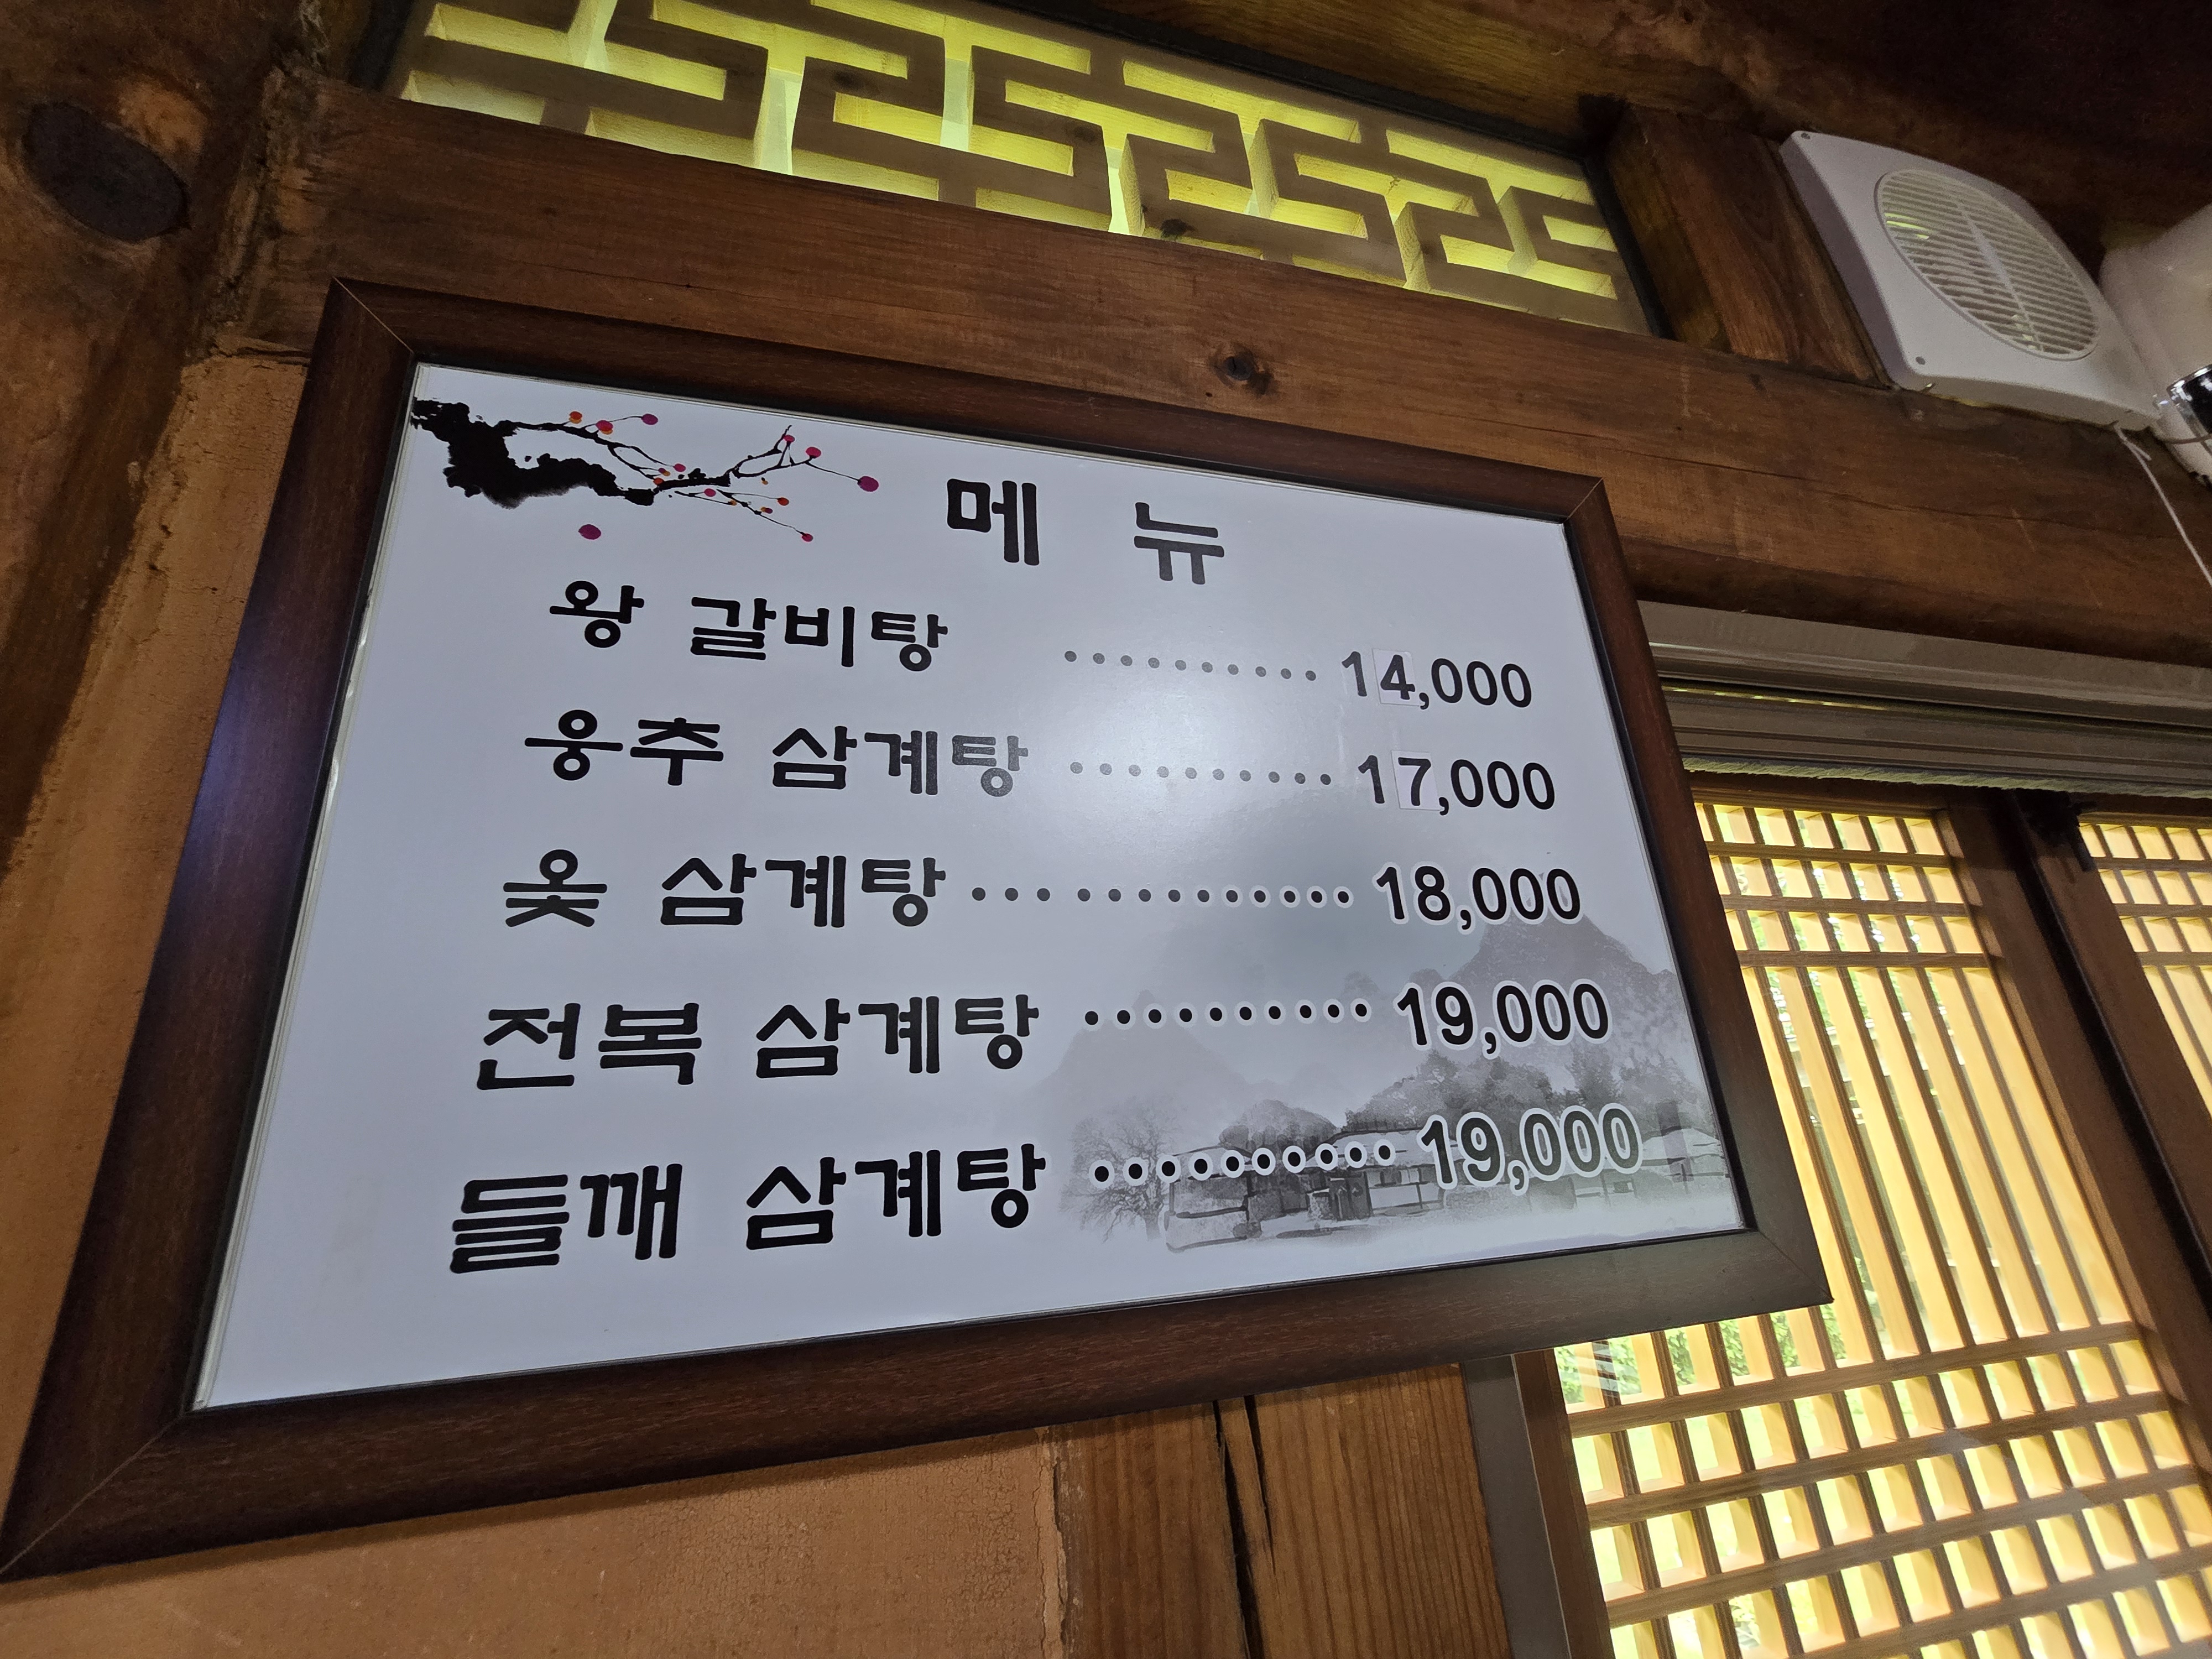 메 뉴
왕 갈비탕 ·········· 14,000
웅추 삼계탕 ·········· 17,000
옻 삼계탕 ··· ·········· 18,000
전복 삼계탕 ·········· 19,000
들깨 삼계탕 ·········· 19,000